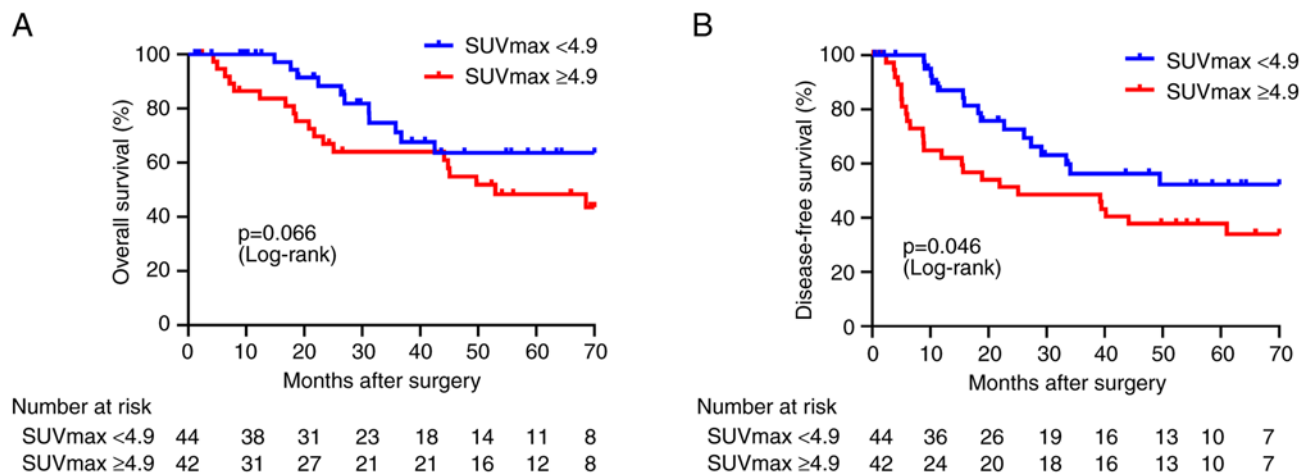 A
Overall survival (%)
100
80
60
40
20
0
SUVmax <4.9
SUVmax ≥4.9
p=0.066
(Log-rank)
0 10 20 30 40 50 60 70
Months after surgery
Number at risk
SUVmax <4.9 44 38 31 23 18 14 11 8
SUVmax ≥4.9 42 31 27 21 21 16 12 8
B
Disease-free survival (%)
100
80
60
40
20
0
SUVmax <4.9
SUVmax ≥4.9
p=0.046
(Log-rank)
0 10 20 30 40 50 60 70
Months after surgery
Number at risk
SUVmax <4.9 44 36 26 19 16 13 10 7
SUVmax ≥4.9 42 24 20 18 16 13 10 7